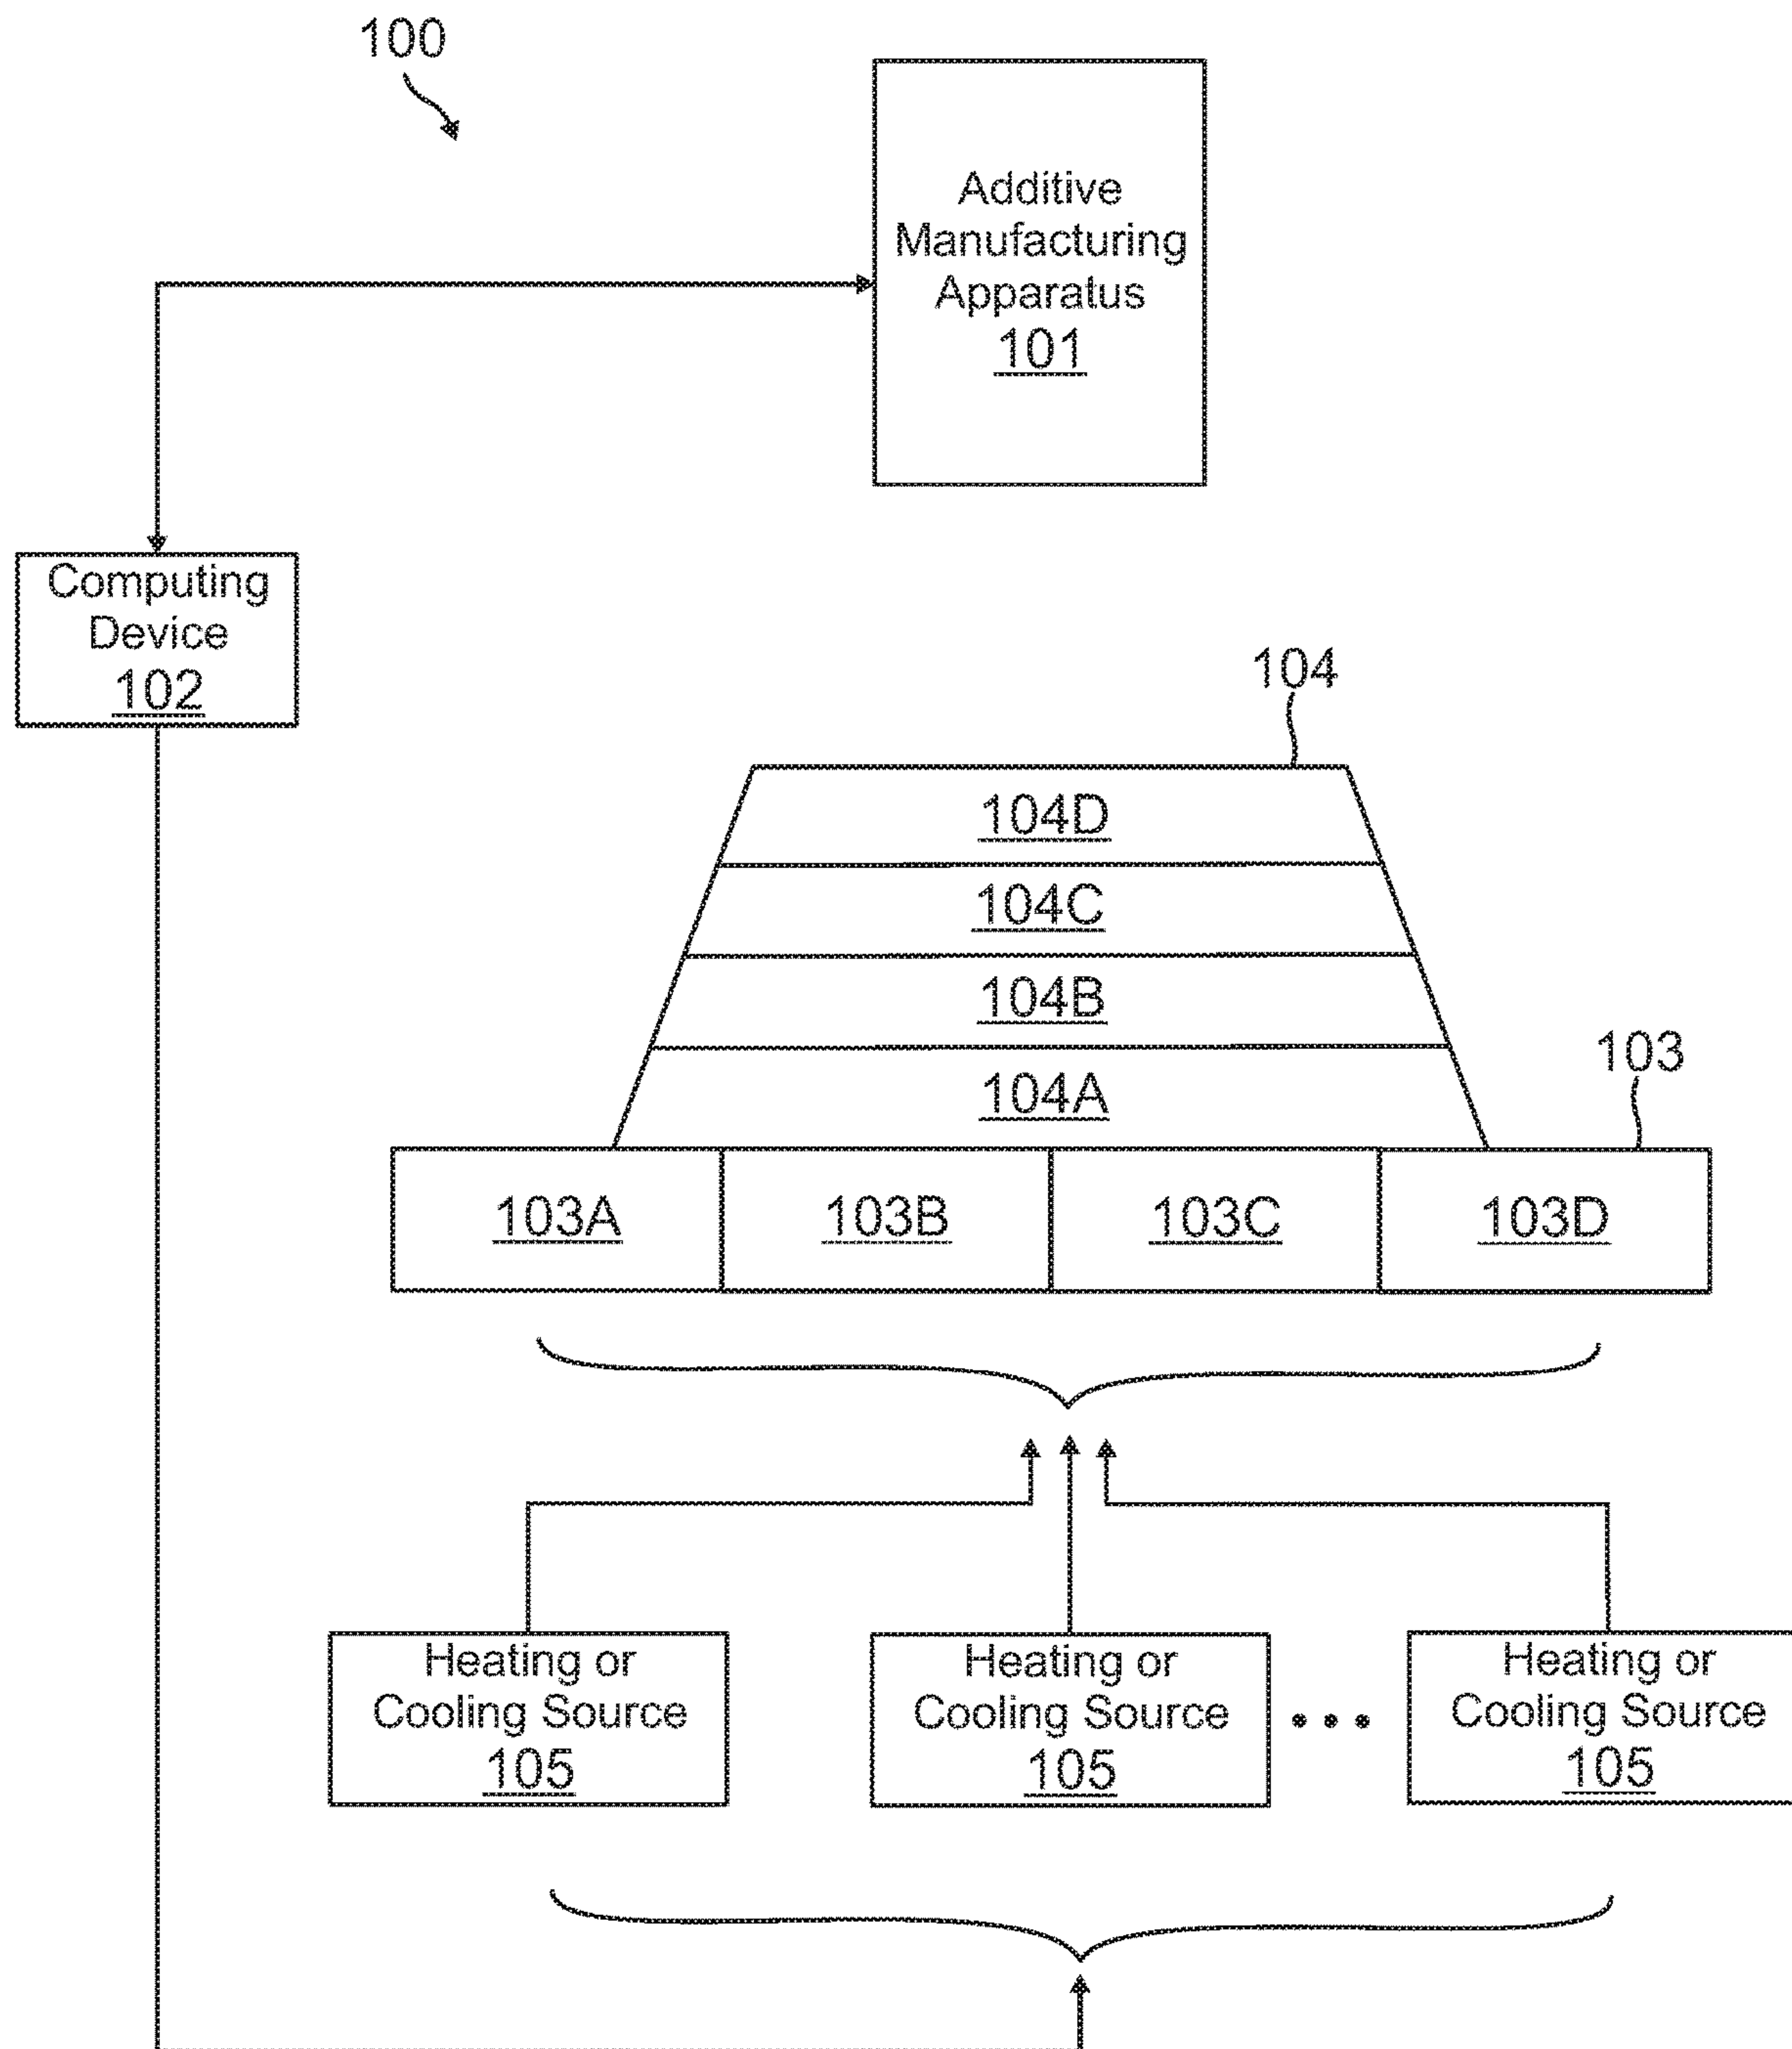 100
Additive
Manufacturing
Apparatus
101
Computing
Device
102
104
104D
104C
104B
103
104A
103A 103B 103C 103D
Heating or
Cooling Source
105
Heating or
Cooling Source
105
Heating or
Cooling Source
105